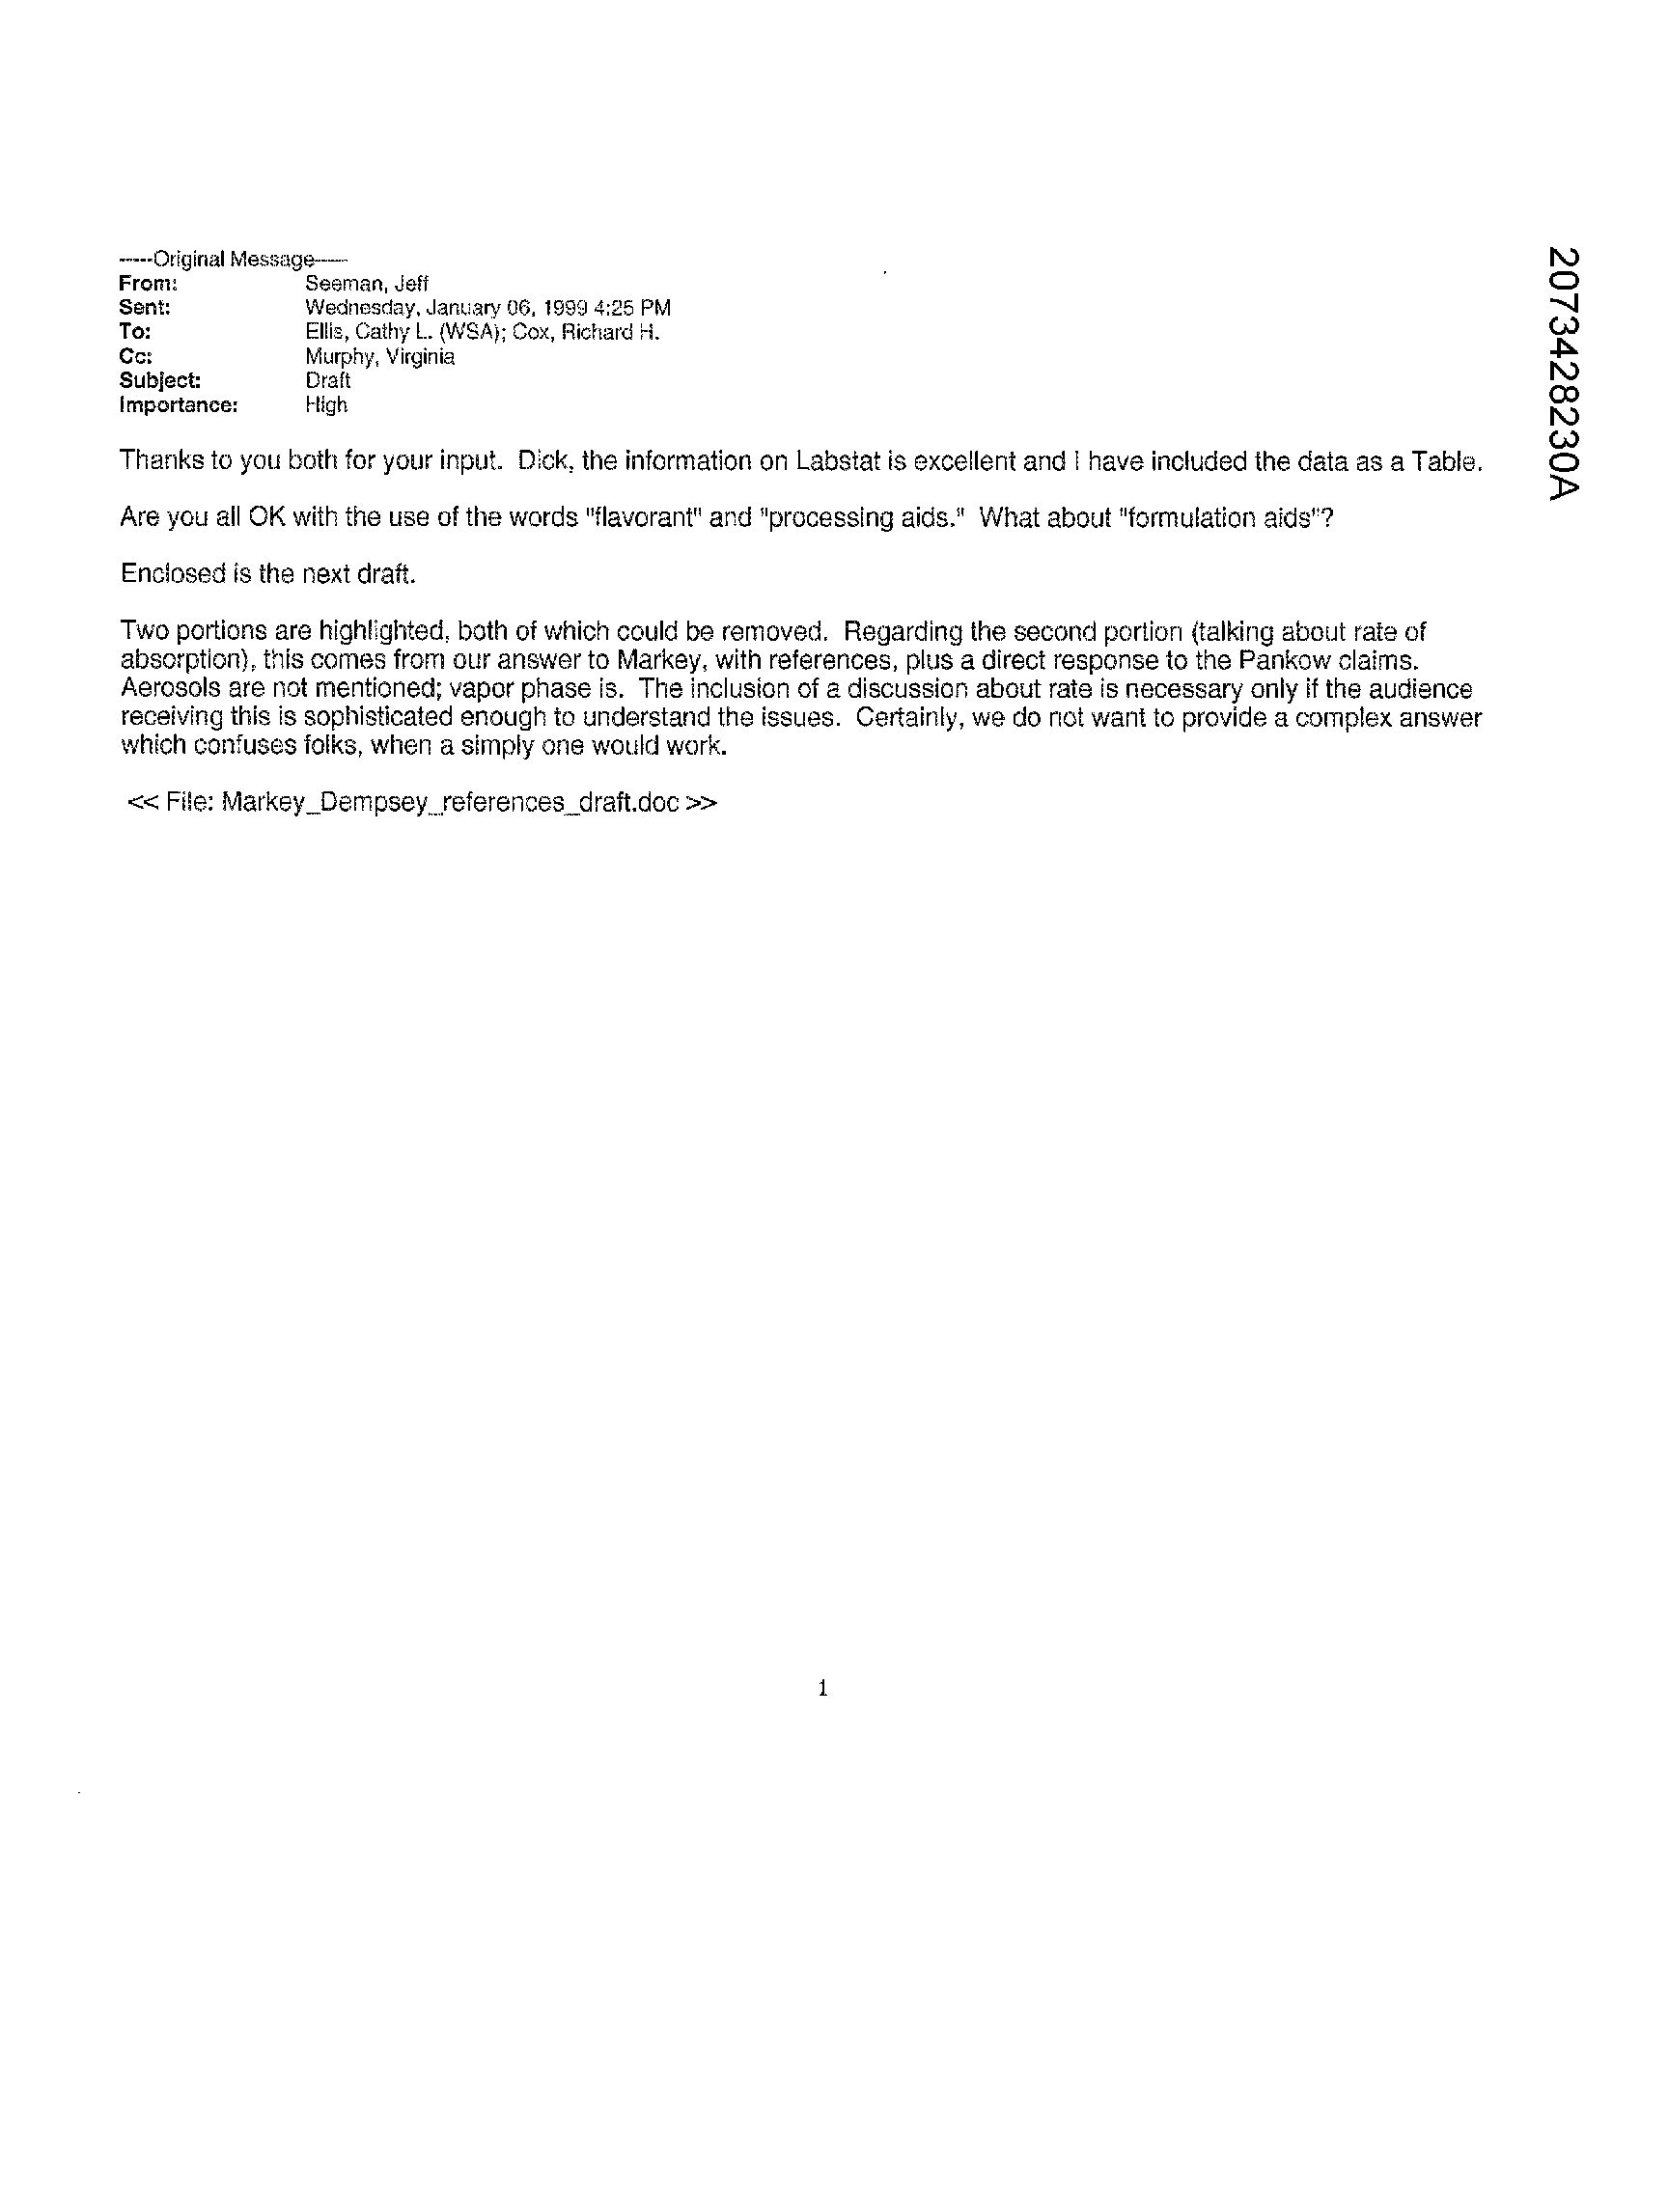 -----Original Message-----
From: Seeman, Jeff
Sent: Wednesday, January 06, 1999 4:25 PM
To: Ellis, Cathy L. (WSA); Cox, Richard H.
Cc: Murphy, Virginia
Subject: Draft
Importance: High
Thanks to you both for your input. Dick, the information on Labstat is excellent and I have included the data as a Table.
Are you all OK with the use of the words "flavorant" and "processing aids." What about "formulation aids"?
Enclosed is the next draft.
Two portions are highlighted, both of which could be removed. Regarding the second portion (talking about rate of
absorption), this comes from our answer to Markey, with references, plus a direct response to the Pankow claims.
Aerosols are not mentioned; vapor phase is. The inclusion of a discussion about rate is necessary only if the audience
receiving this is sophisticated enough to understand the issues. Certainly, we do not want to provide a complex answer
which confuses folks, when a simply one would work.
<< File: Markey_Dempsey_references_draft.doc >>
1
2073428230A